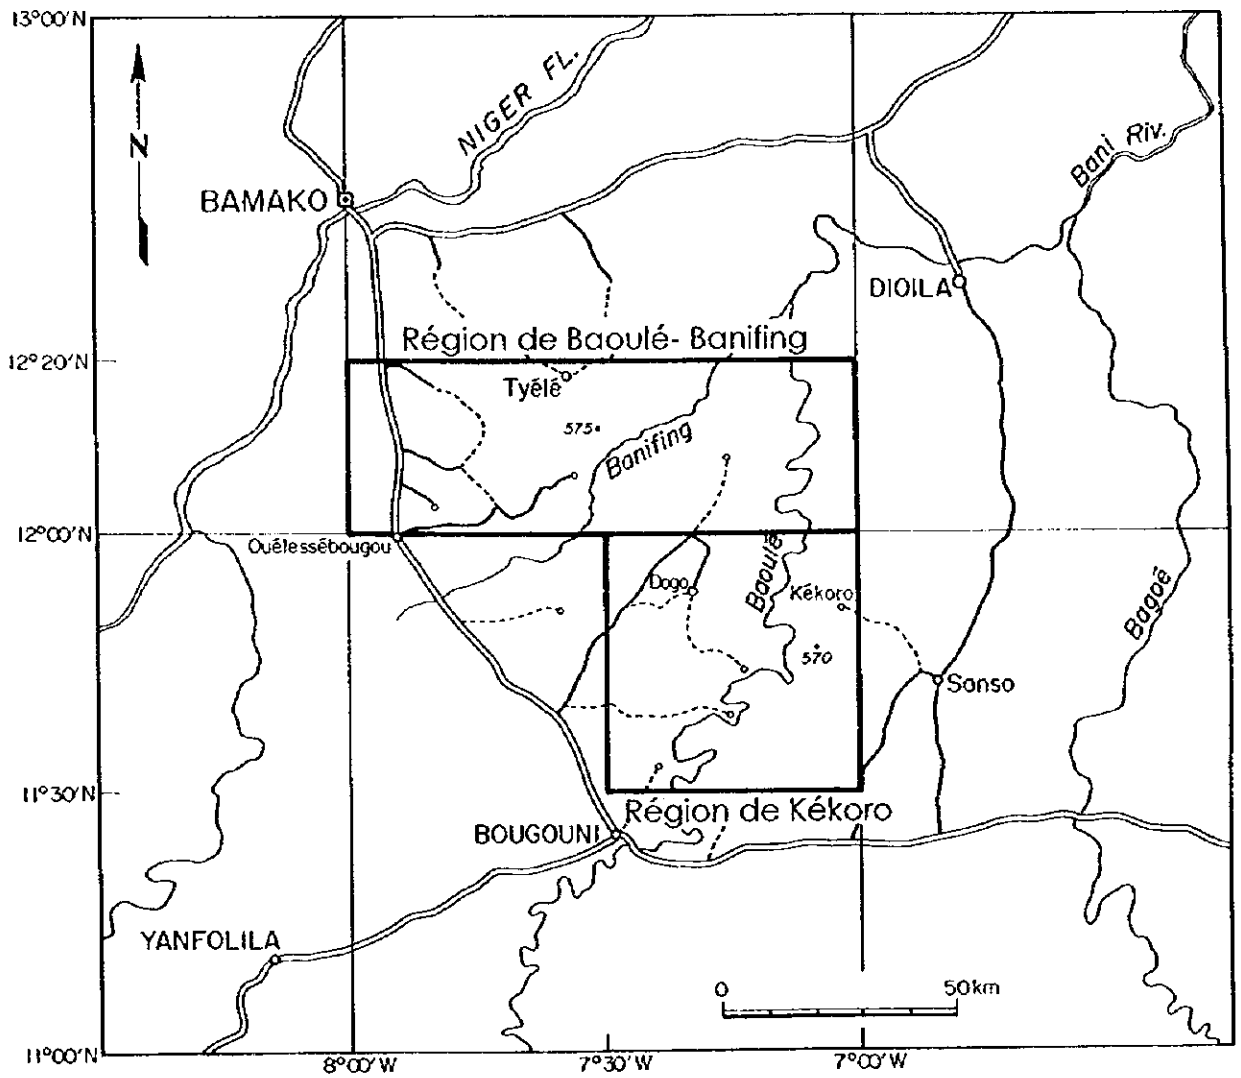 13°00'N
NIGER FL.
N
Bani Riv.
BAMAKO
DIOILA
Région de Baoulé- Banifing
12°20'N
Tyélé
575
Banifing
12°00'N
Ouélessébougou
Baoulé
Dogo
Kékoro
Bagoé
570
Sanso
11°30'N
Région de Kékoro
BOUGOUNI
YANFOLILA
0 50km
11°00'N
8°00'W 7°30'W 7°00'W